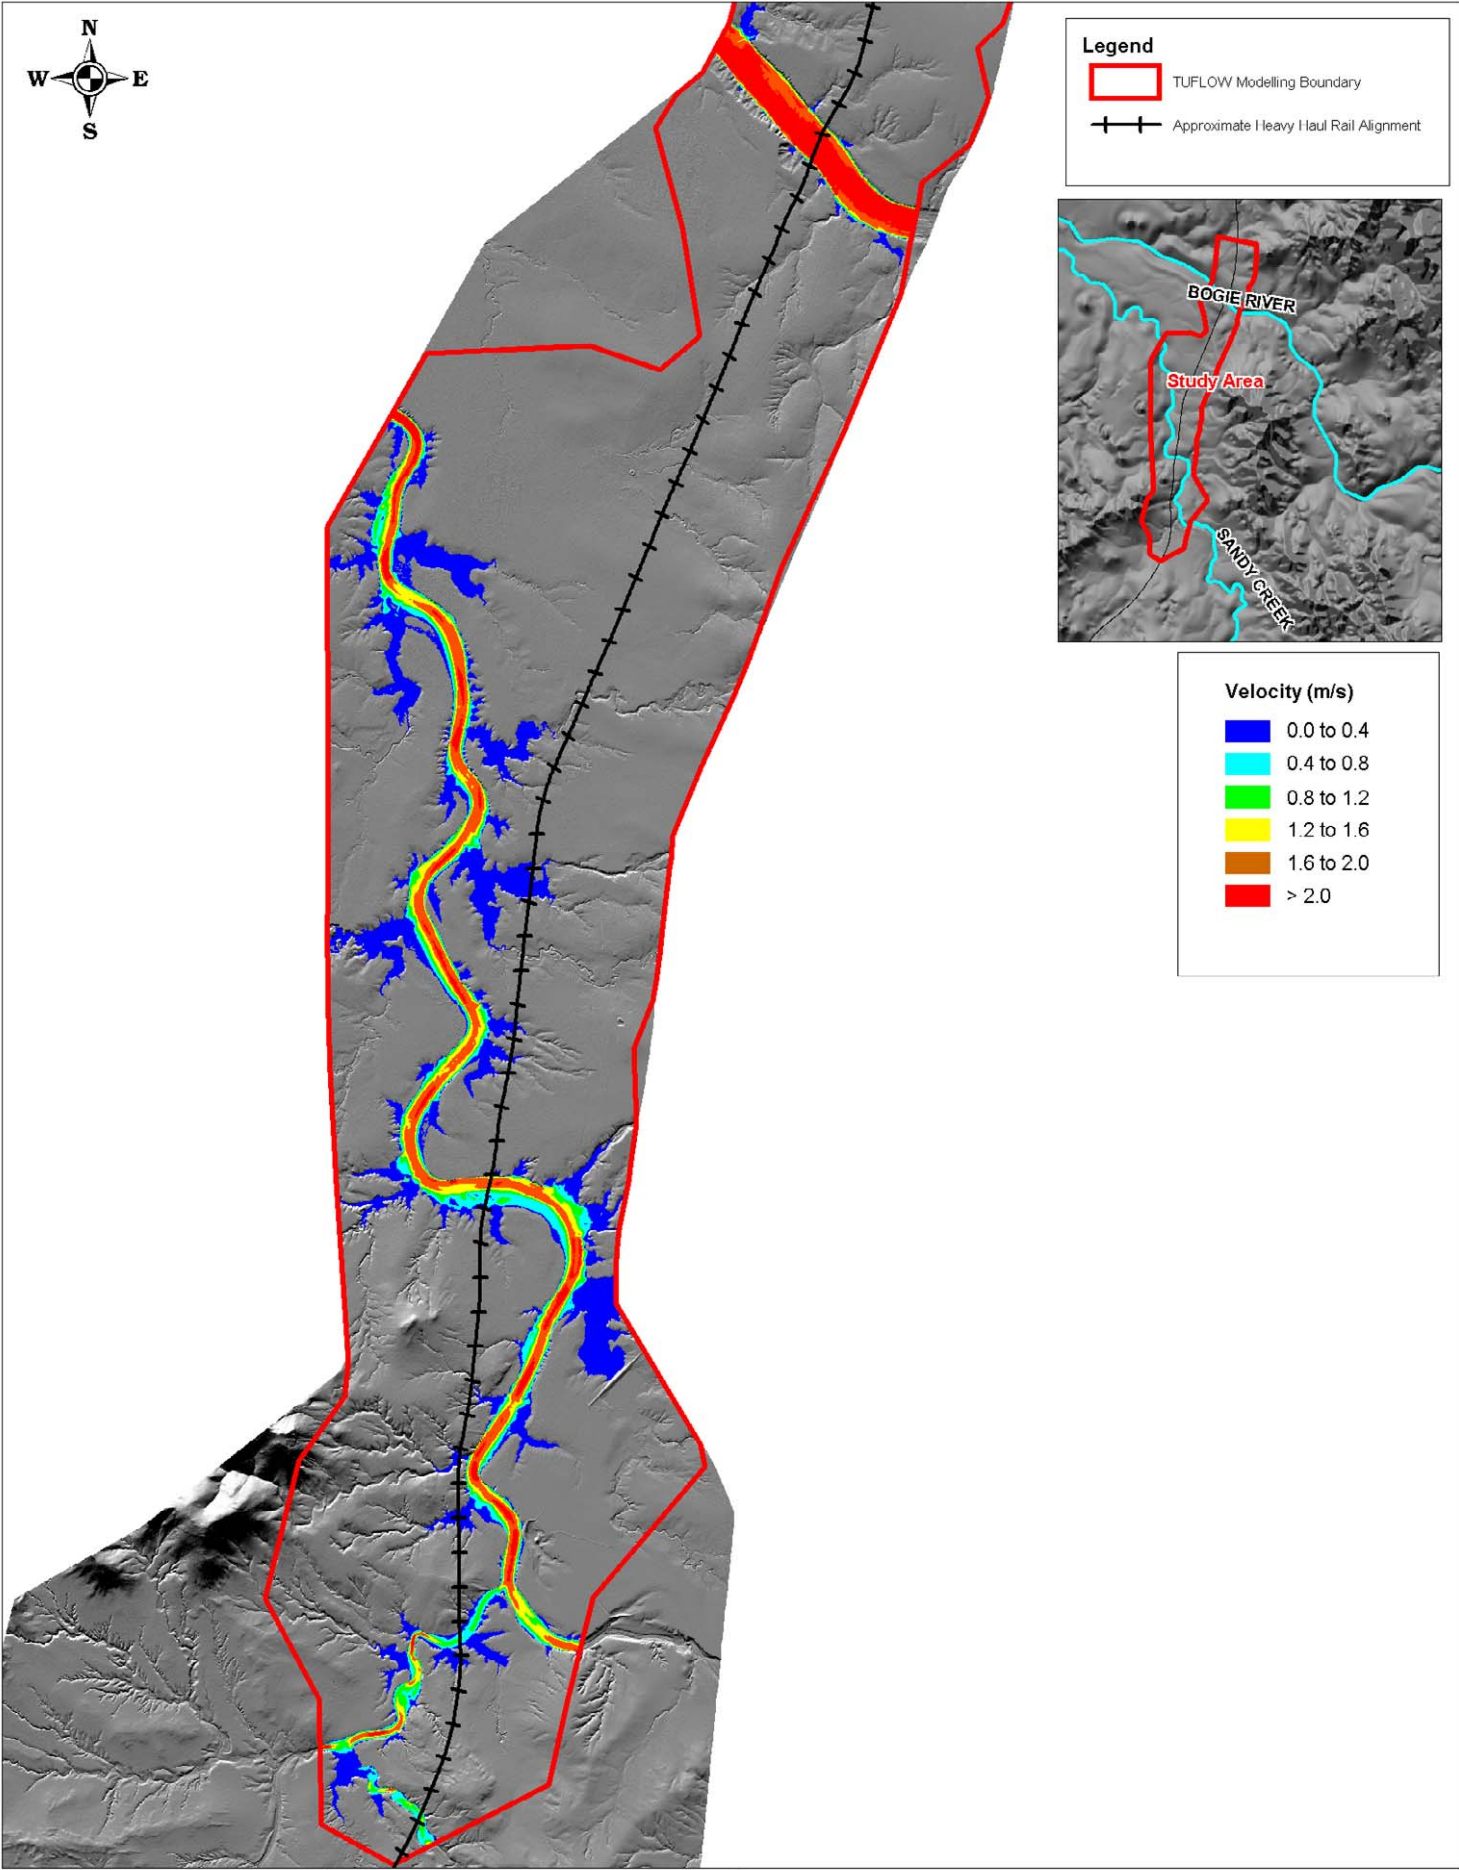 N
W E
S
Legend
TUFLOW Modelling Boundary
Approximate Heavy Haul Rail Alignment
BOGIE RIVER
Study Area
SANDY CREEK
Velocity (m/s)
0.0 to 0.4
0.4 to 0.8
0.8 to 1.2
1.2 to 1.6
1.6 to 2.0
> 2.0